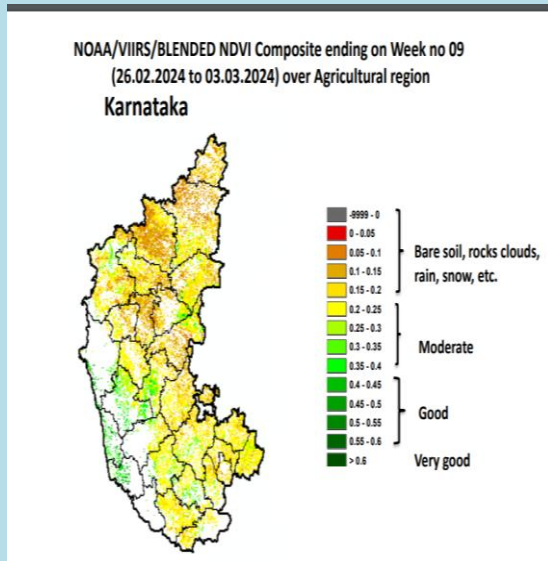 NOAA/VIIRS/BLENDED NDVI Composite ending on Week no 09
(26.02.2024 to 03.03.2024) over Agricultural region
Karnataka
-9999 - 0
0 - 0.05
0.05 - 0.1
0.1 - 0.15
0.15 - 0.2
Bare soil, rocks clouds,
rain, snow, etc.
0.2 - 0.25
0.25 - 0.3
0.3 - 0.35
0.35 - 0.4
Moderate
0.4 - 0.45
0.45 - 0.5
0.5 - 0.55
0.55 - 0.6
Good
> 0.6
Very good